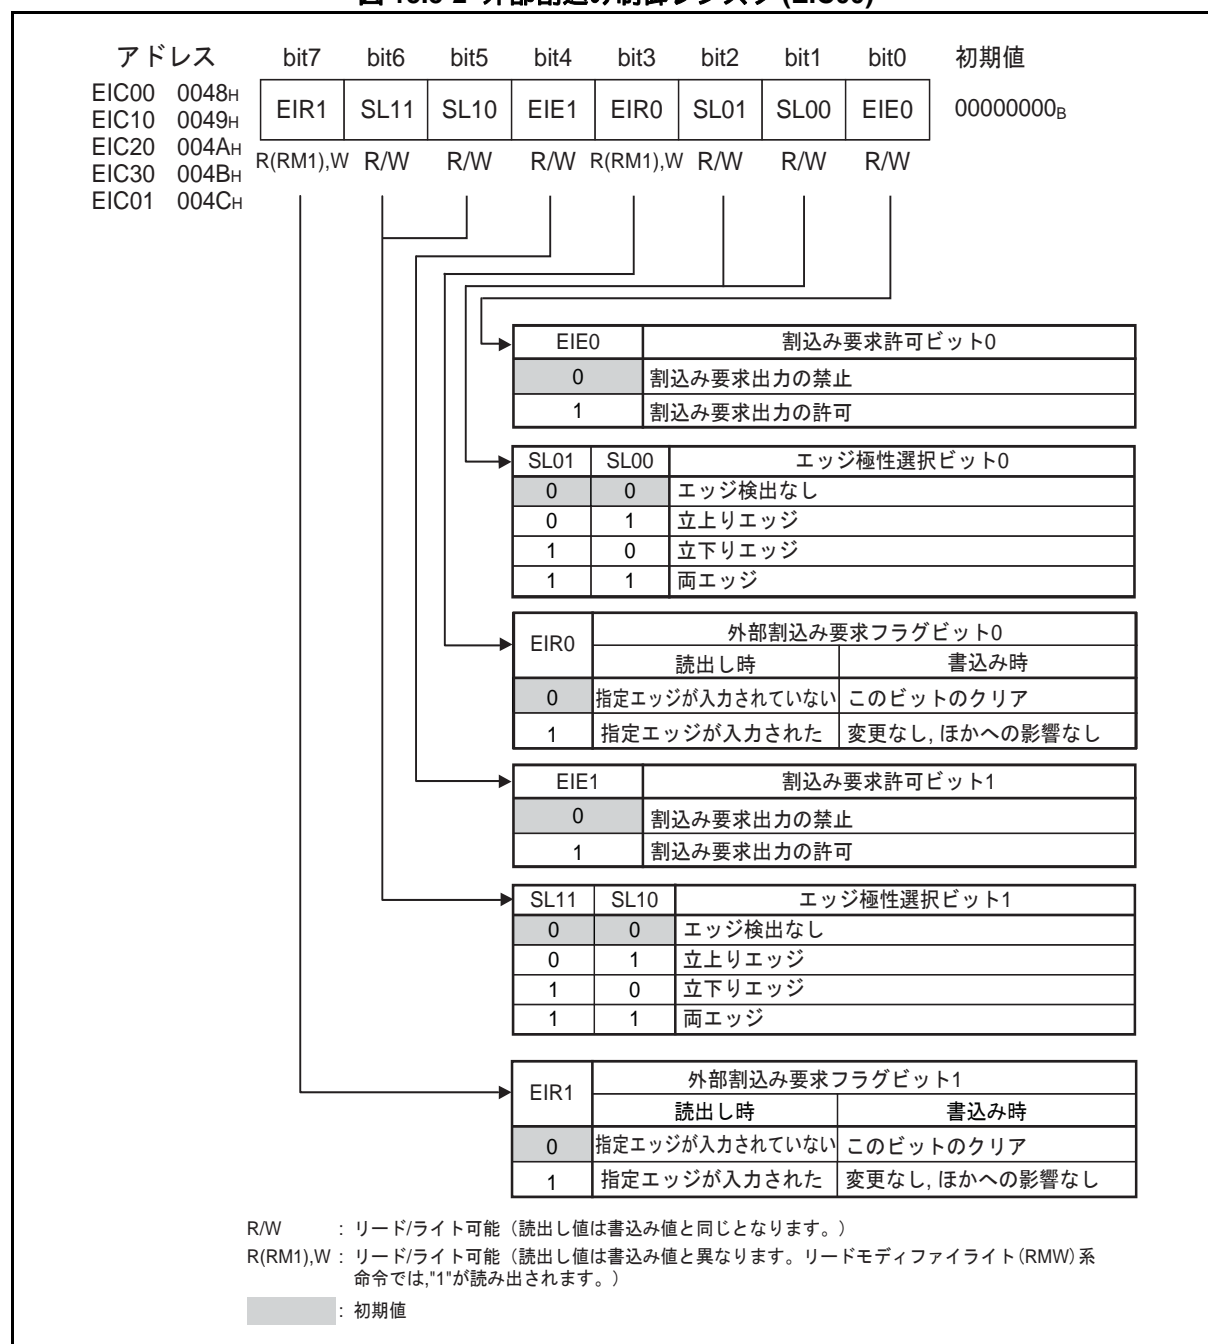 アドレス bit7 bit6 bit5 bit4 bit3 bit2 bit1 bit0 初期値
EIC00 0048H
EIC10 0049H
EIC20 004AH
EIC30 004BH
EIC01 004CH
EIR1 SL11 SL10 EIE1 EIR0 SL01 SL00 EIE0 00000000B
R(RM1),W R/W R/W R/W R(RM1),W R/W R/W R/W
EIE0 割込み要求許可ビット0
0 割込み要求出力の禁止
1 割込み要求出力の許可
SL01 SL00 エッジ極性選択ビット0
0 0 エッジ検出なし
0 1 立上りエッジ
1 0 立下りエッジ
1 1 両エッジ
EIR0 外部割込み要求フラグビット0
読出し時 書込み時
0 指定エッジが入力されていない このビットのクリア
1 指定エッジが入力された 変更なし, ほかへの影響なし
EIE1 割込み要求許可ビット1
0 割込み要求出力の禁止
1 割込み要求出力の許可
SL11 SL10 エッジ極性選択ビット1
0 0 エッジ検出なし
0 1 立上りエッジ
1 0 立下りエッジ
1 1 両エッジ
EIR1 外部割込み要求フラグビット1
読出し時 書込み時
0 指定エッジが入力されていない このビットのクリア
1 指定エッジが入力された 変更なし, ほかへの影響なし
R/W : リード/ライト可能（読出し値は書込み値と同じとなります。）
R(RM1),W : リード/ライト可能（読出し値は書込み値と異なります。リードモディファイライト(RMW)系
命令では,"1"が読み出されます。）
: 初期値